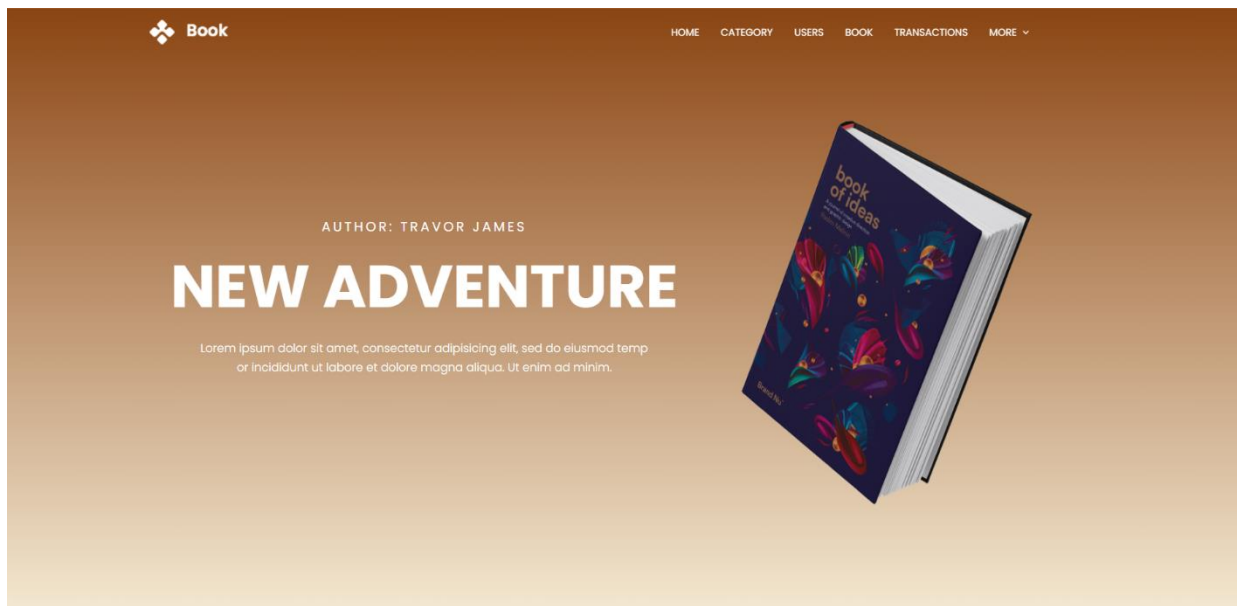 Book
HOME CATEGORY USERS BOOK TRANSACTIONS MORE
AUTHOR: TRAVOR JAMES
NEW ADVENTURE
Lorem ipsum dolor sit amet, consectetur adipisicing elit, sed do eiusmod temp
or incididunt ut labore et dolore magna aliqua. Ut enim ad minim.
book
of ideas
Brand Nu